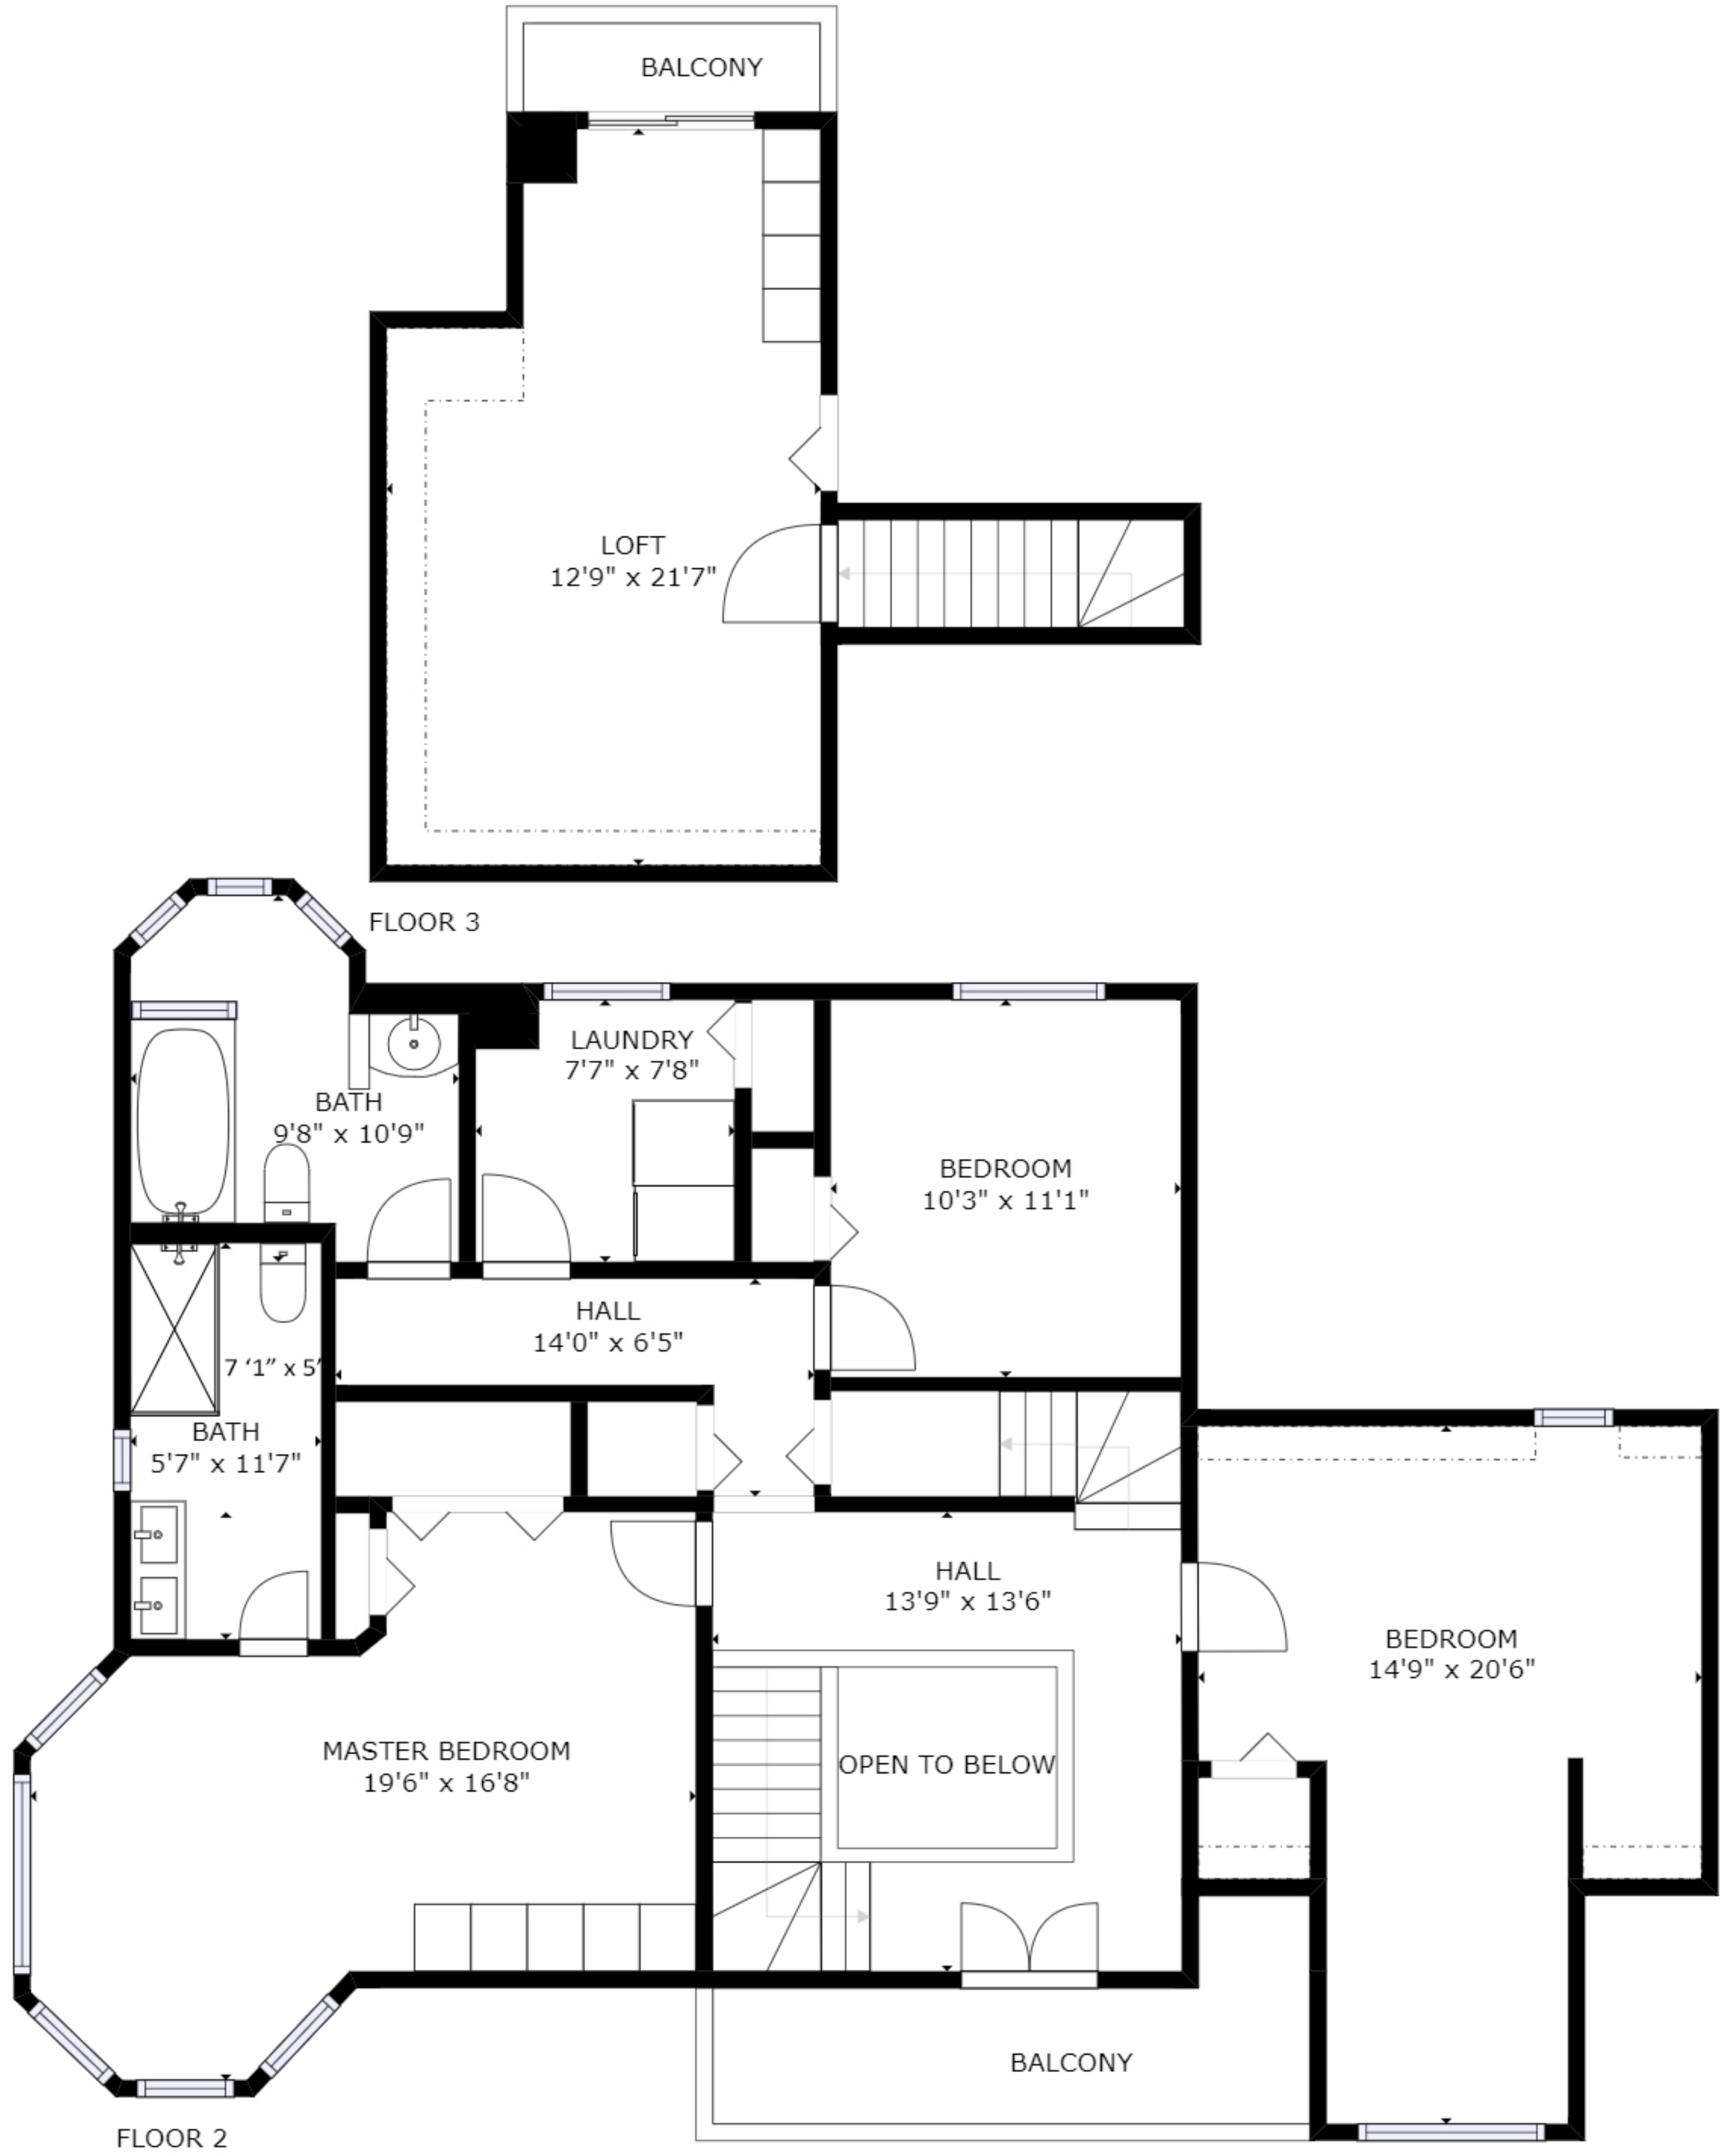 BALCONY
LOFT
12'9" x 21'7"
FLOOR 3
LAUNDRY
7'7" x 7'8"
BATH
9'8" x 10'9"
BEDROOM
10'3" x 11'1"
HALL
14'0" x 6'5"
7 ‘1” x 5'
BATH
5'7" x 11'7"
HALL
13'9" x 13'6"
BEDROOM
14'9" x 20'6"
MASTER BEDROOM
19'6" x 16'8"
OPEN TO BELOW
BALCONY
FLOOR 2